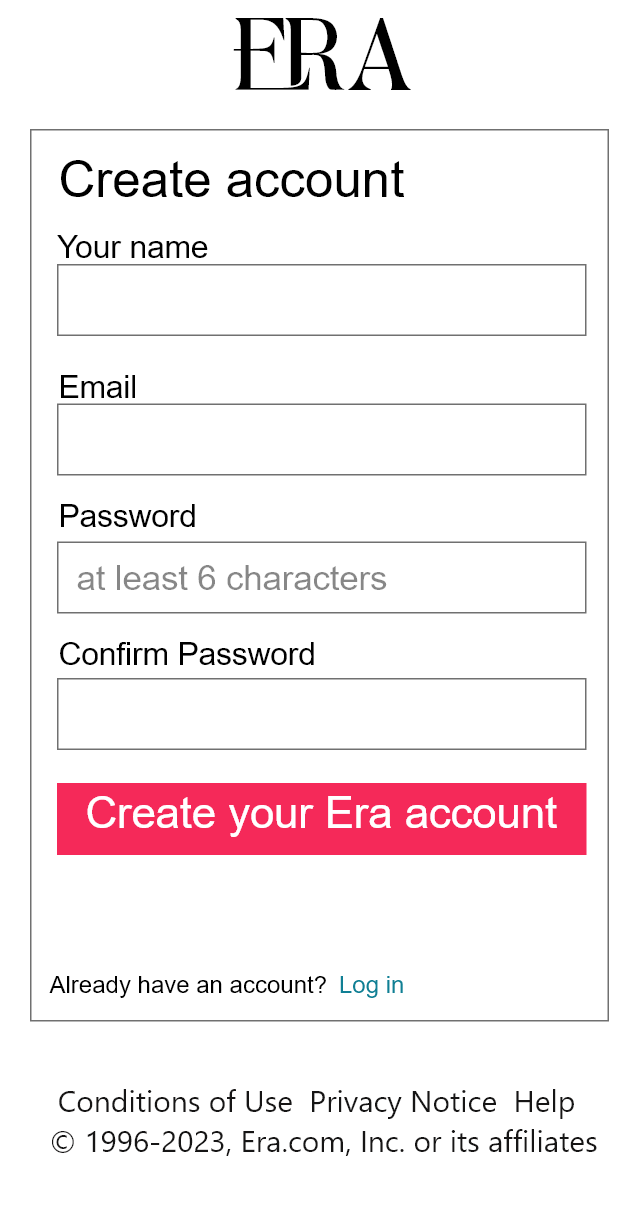 ERA
Create account
Your name
Email
Password
at least 6 characters
Confirm Password
Create your Era account
Already have an account? Log in
Conditions of Use Privacy Notice Help
© 1996-2023, Era.com, Inc. or its affiliates